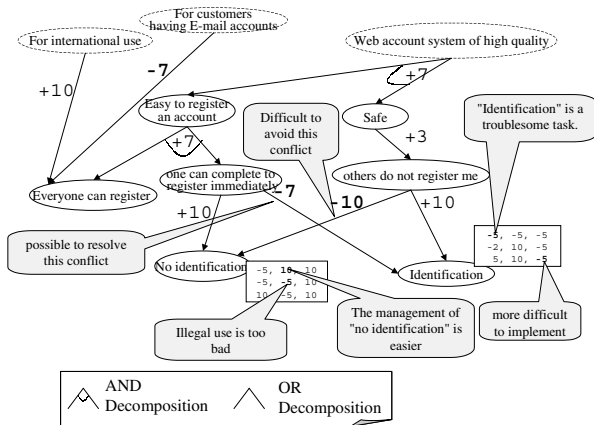 For customers
having E-mail accounts
For international use
Web account system of high quality
-7
+7
+10
Easy to register
an account
Difficult to
avoid this
conflict
Safe
"Identification" is a
troublesome task.
+7
+3
Everyone can register
one can complete to
register immediately
-7
-10
others do not register me
+10
+10
possible to resolve
this conflict
-5, -5, -5
-2, 10, -5
5, 10, -5
No identification
-5, 10, 10
-5, -5, 10
10, -5, 10
Identification
Illegal use is too
bad
The management of
"no identification" is
easier
more difficult
to implement
AND
Decomposition
OR
Decomposition